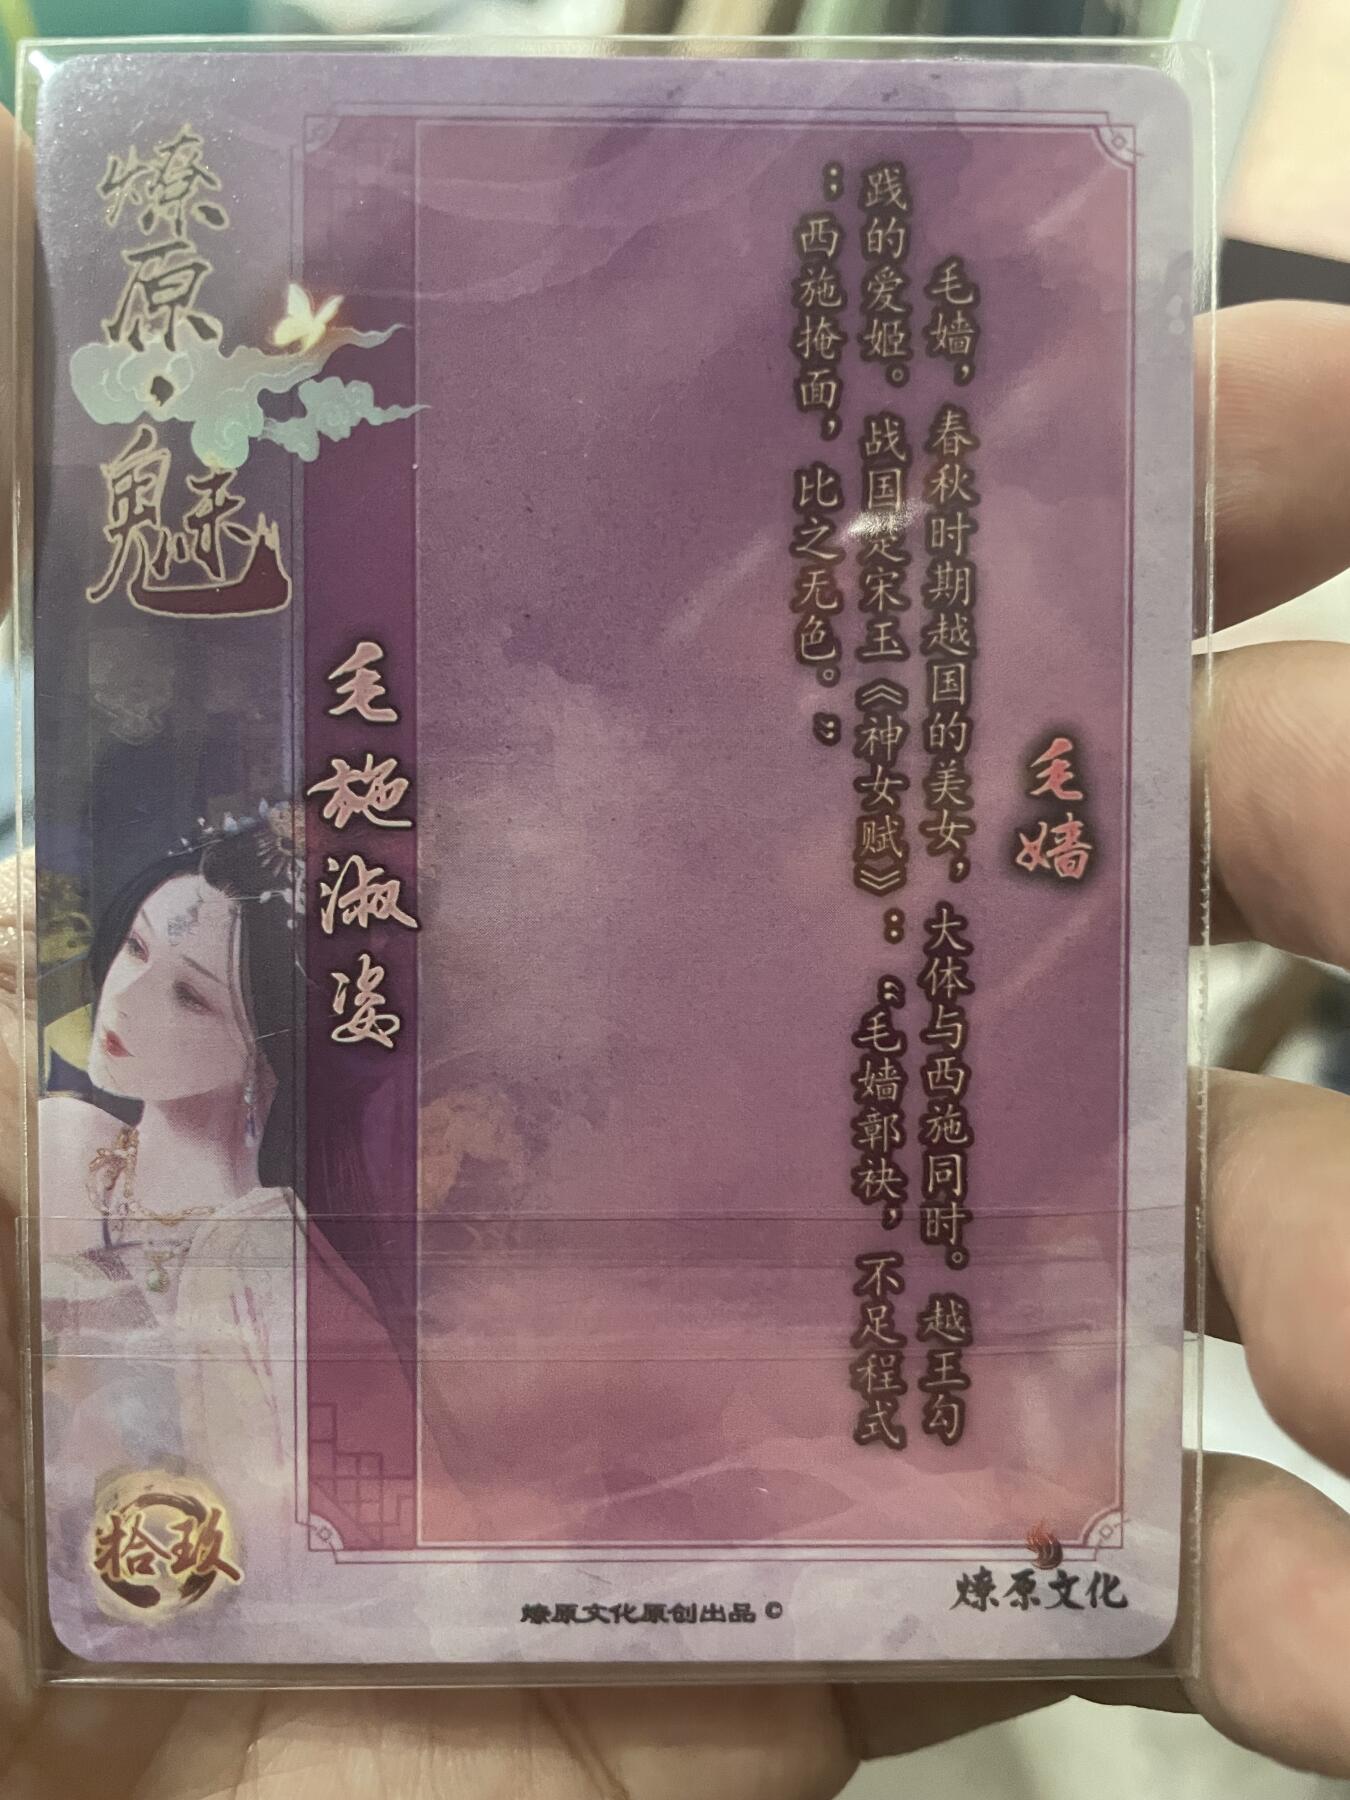 毛嫱
毛嫱，春秋时期越国的美女，大体与西施同时。越王勾
践的爱姬。战国楚宋玉《神女赋》：“毛嫱鄣袂，不足程式
；西施掩面，比之无色。”
毛施淑姿
燎原·魅
拾玖
燎原文化原创出品 ©
燎原文化